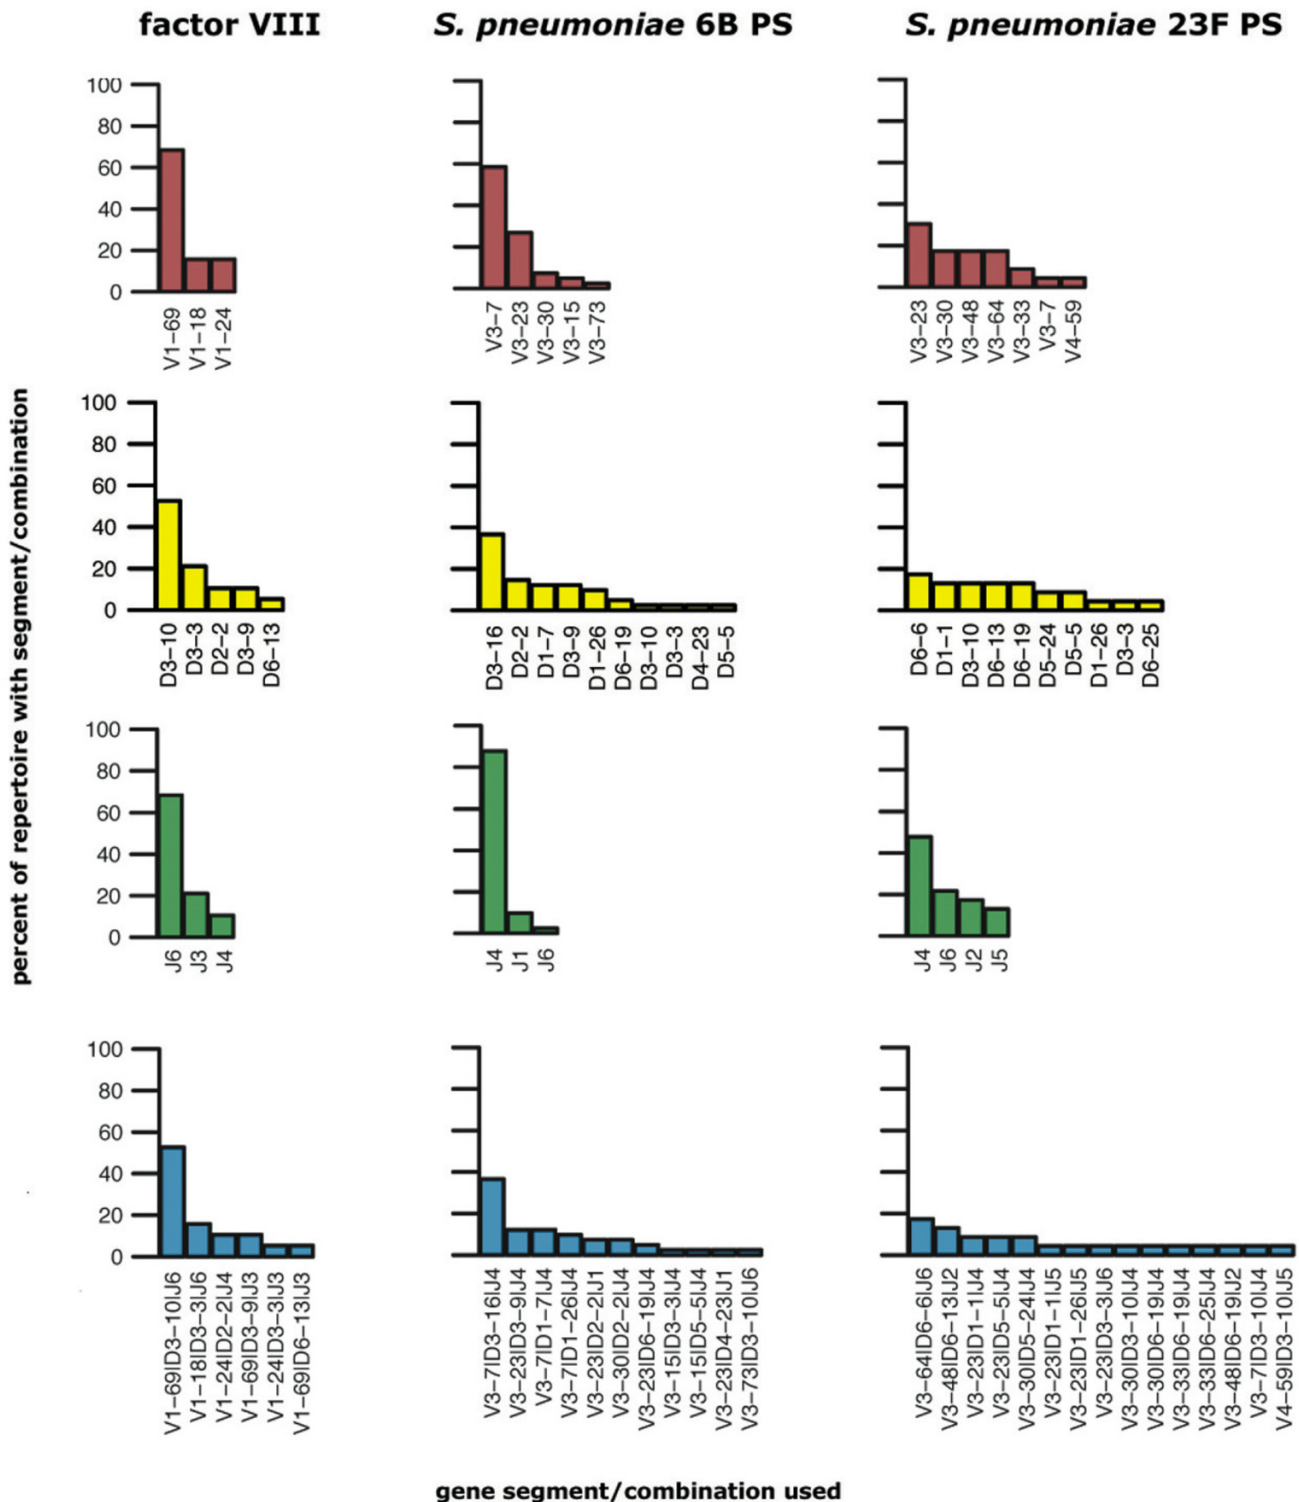 factor VIII
S. pneumoniae 6B PS
S. pneumoniae 23F PS
percent of repertoire with segment/combination
100
80
60
40
20
0
V1–69
V1–18
V1–24
V3–7
V3–23
V3–30
V3–15
V3–73
V3–23
V3–30
V3–48
V3–64
V3–33
V3–7
V4–59
100
80
60
40
20
0
D3–10
D3–3
D2–2
D3–9
D6–13
D3–16
D2–2
D1–7
D3–9
D1–26
D6–19
D3–10
D3–3
D4–23
D5–5
D6–6
D1–1
D3–10
D6–13
D6–19
D5–24
D5–5
D1–26
D3–3
D6–25
100
80
60
40
20
0
J6
J3
J4
J4
J1
J6
J4
J6
J2
J5
100
80
60
40
20
0
V1–69|D3–10|J6
V1–18|D3–3|J6
V1–24|D2–2|J4
V1–69|D3–9|J3
V1–24|D3–3|J3
V1–69|D6–13|J3
V3–7|D3–16|J4
V3–23|D3–9|J4
V3–7|D1–7|J4
V3–7|D1–26|J4
V3–23|D2–2|J1
V3–30|D2–2|J4
V3–23|D6–19|J4
V3–15|D3–3|J4
V3–15|D5–5|J4
V3–23|D4–23|J1
V3–73|D3–10|J6
V3–64|D6–6|J6
V3–48|D6–13|J2
V3–23|D1–1|J4
V3–23|D5–5|J4
V3–30|D5–24|J4
V3–23|D1–1|J5
V3–23|D1–26|J5
V3–23|D3–3|J6
V3–30|D3–10|J4
V3–30|D6–19|J4
V3–33|D6–19|J4
V3–33|D6–25|J4
V3–48|D6–19|J2
V3–7|D3–10|J4
V4–59|D3–10|J5
gene segment/combination used